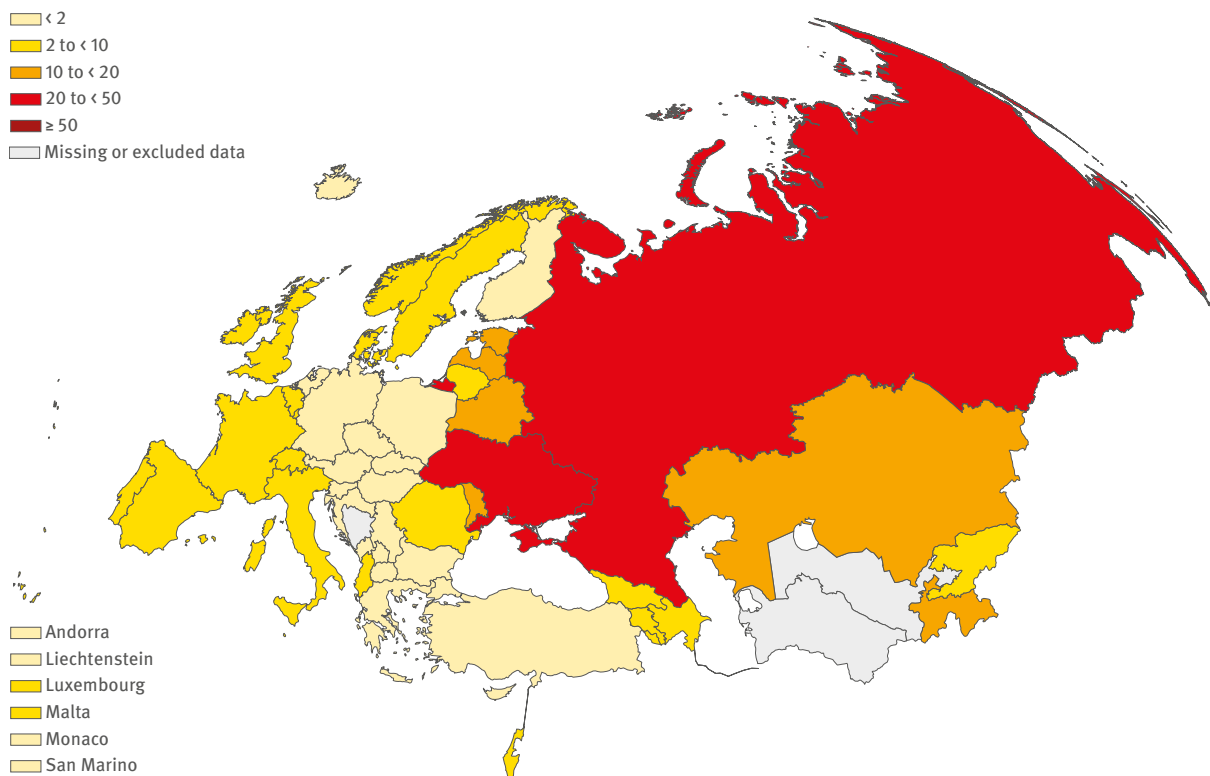 < 2
2 to < 10
10 to < 20
20 to < 50
≥ 50
Missing or excluded data
Andorra
Liechtenstein
Luxembourg
Malta
Monaco
San Marino